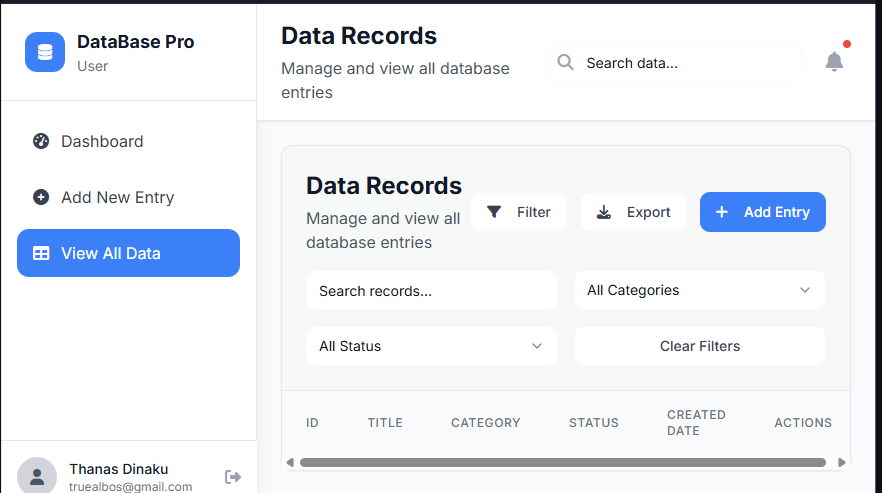 DataBase Pro
User
Dashboard
Add New Entry
View All Data
Thanas Dinaku
truealbos@gmail.com
Data Records
Manage and view all database
entries
Search data...
Data Records
Manage and view all
database entries
Filter
Export
Add Entry
Search records...
All Categories
All Status
Clear Filters
ID
TITLE
CATEGORY
STATUS
CREATED
DATE
ACTIONS